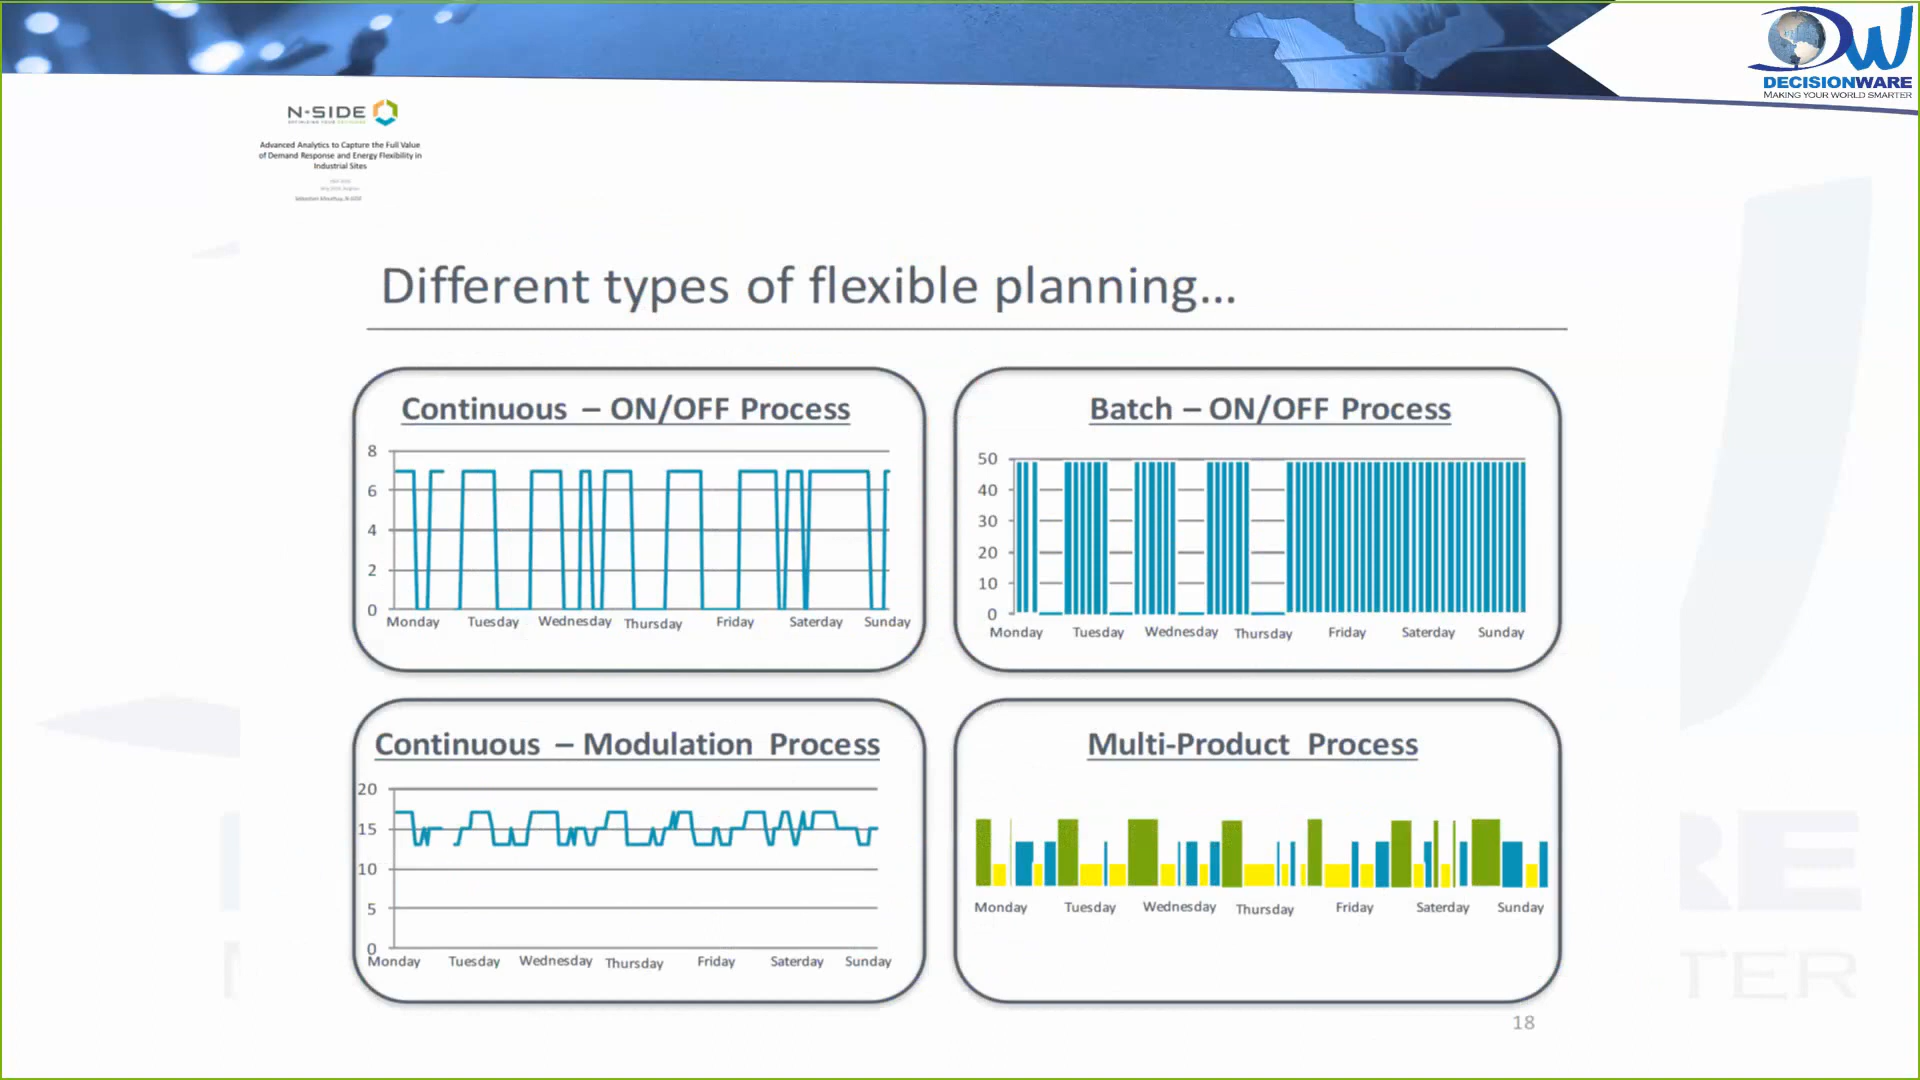 DW
DECISIONWARE
MAKING YOUR WORLD SMARTER
N-SIDE
Advanced Analytics to Capture the Full Value
of Demand Response and Energy Flexibility in
Industrial Sites
Different types of flexible planning...
Continuous – ON/OFF Process
8
6
4
2
0
Monday Tuesday Wednesday Thursday Friday Saterday Sunday
Batch – ON/OFF Process
50
40
30
20
10
0
Monday Tuesday Wednesday Thursday Friday Saterday Sunday
Continuous – Modulation Process
20
15
10
5
0
Monday Tuesday Wednesday Thursday Friday Saterday Sunday
Multi-Product Process
Monday Tuesday Wednesday Thursday Friday Saterday Sunday
18
RE
TER